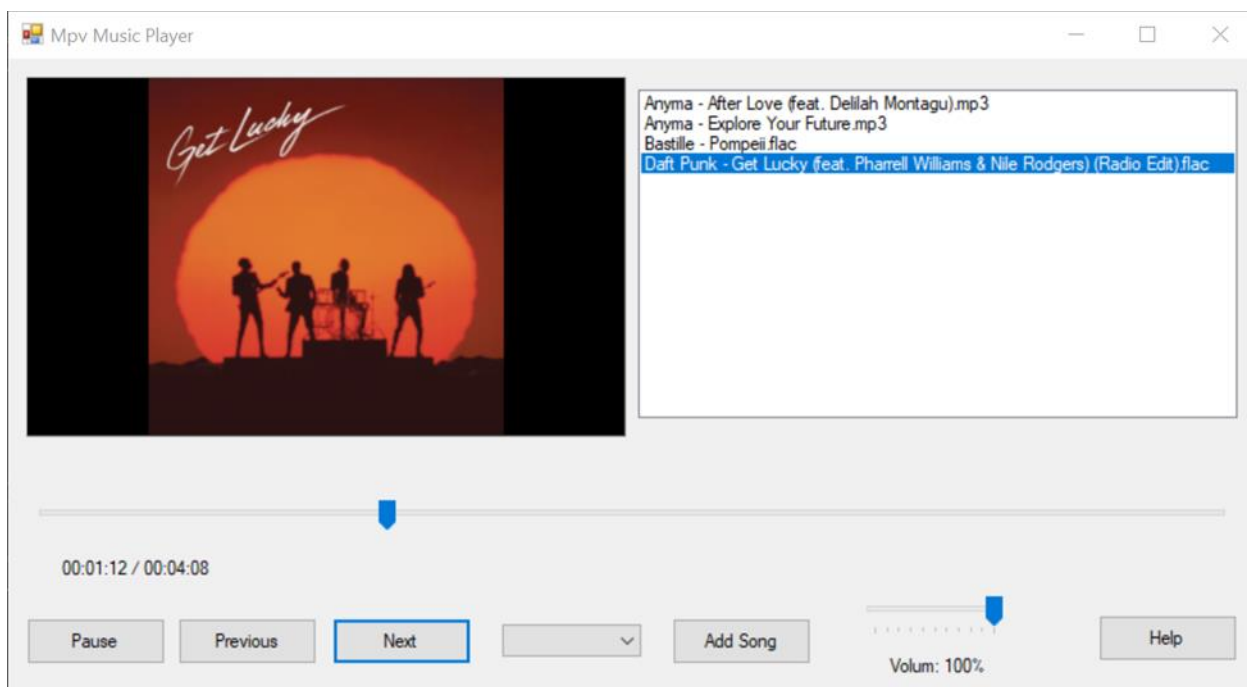 Mpv Music Player
Get Lucky
Anyma - After Love (feat. Delilah Montagu).mp3
Anyma - Explore Your Future.mp3
Bastille - Pompeii.flac
Daft Punk - Get Lucky (feat. Pharrell Williams & Nile Rodgers) (Radio Edit).flac
00:01:12 / 00:04:08
Pause
Previous
Next
Add Song
Volum: 100%
Help